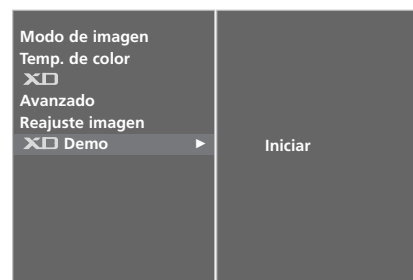 Modo de imagen
Temp. de color
XD
Avanzado
Reajuste imagen
XD Demo ► Iniciar